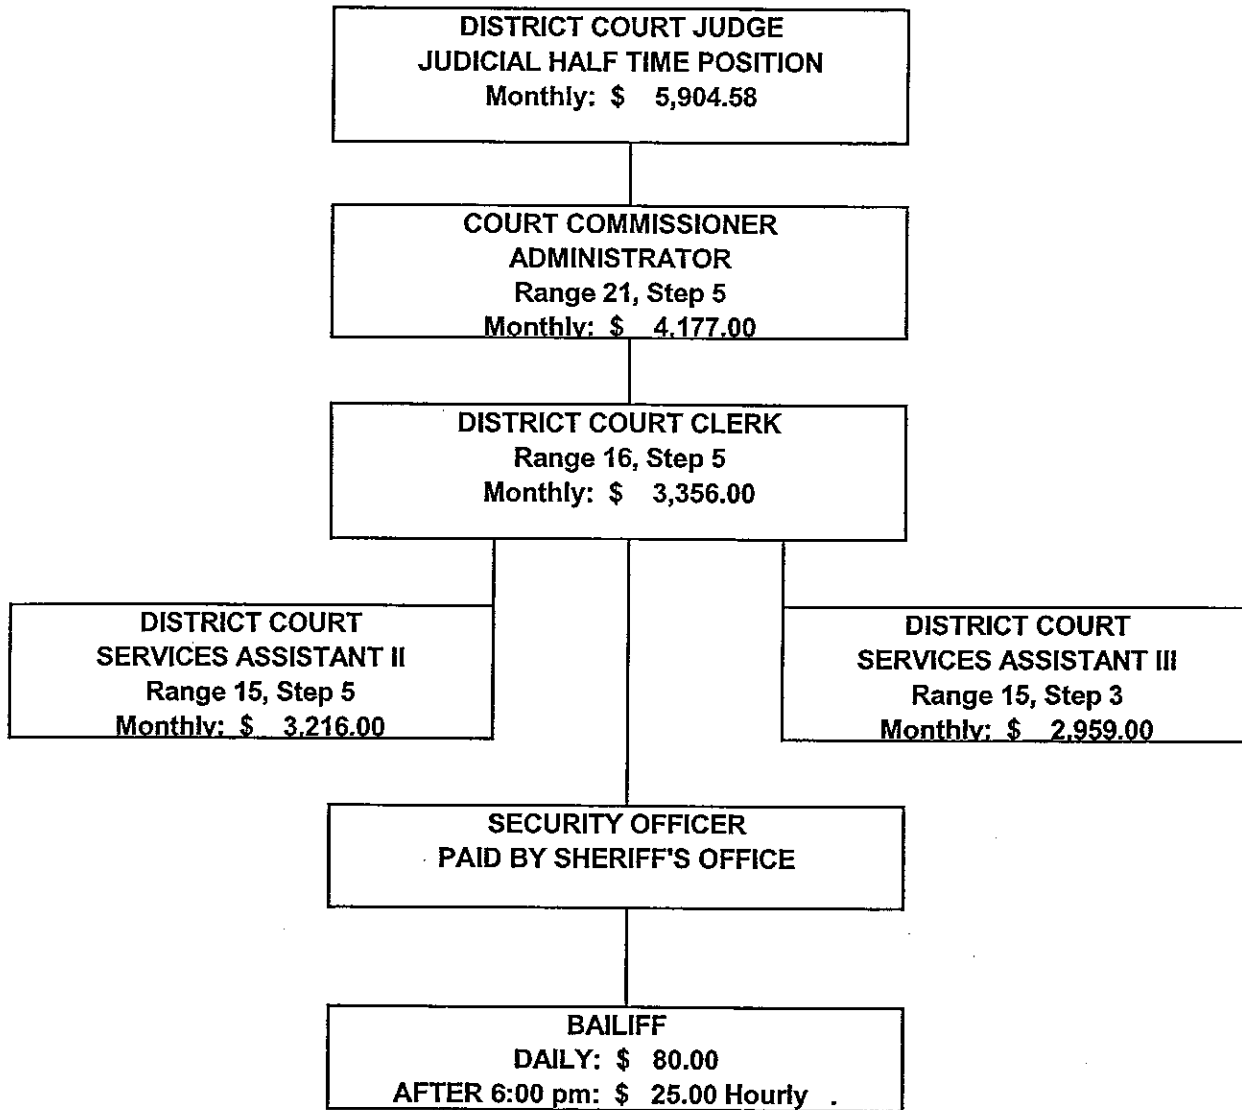 DISTRICT COURT JUDGE
JUDICIAL HALF TIME POSITION
Monthly: $ 5,904.58
COURT COMMISSIONER
ADMINISTRATOR
Range 21, Step 5
Monthly: $ 4,177.00
DISTRICT COURT CLERK
Range 16, Step 5
Monthly: $ 3,356.00
DISTRICT COURT
SERVICES ASSISTANT II
Range 15, Step 5
Monthly: $ 3,216.00
DISTRICT COURT
SERVICES ASSISTANT III
Range 15, Step 3
Monthly: $ 2,959.00
SECURITY OFFICER
PAID BY SHERIFF'S OFFICE
BAILIFF
DAILY: $ 80.00
AFTER 6:00 pm: $ 25.00 Hourly